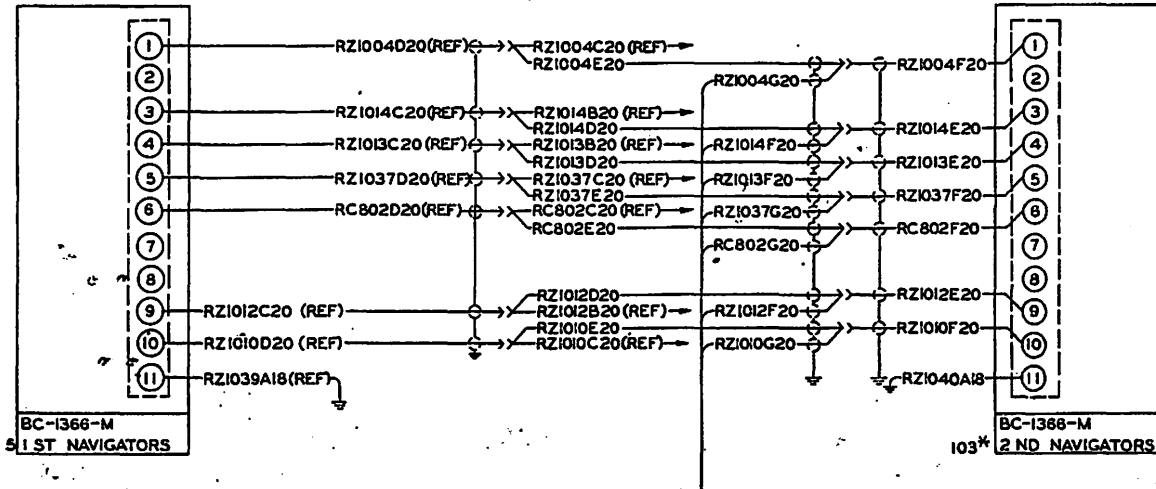 1 RZ1004D20(REF) RZ1004C20(REF) 1
RZ1004E20 RZ1004F20
2 RZ1004G20 2
3 RZ1014C20(REF) RZ1014B20 (REF) 3
RZ1014D20 RZ1014E20
4 RZ1013C20(REF) RZ1013B20 (REF) RZ1014F20 4
RZ1013D20 RZ1013E20
5 RZ1037D20(REF) RZ1037C20 (REF) RZ1013F20 5
RZ1037E20 RZ1037F20
6 RC802D20(REF) RC802C20 (REF) RZ1037G20 6
RC802E20 RC802F20
7 RC802G20 7
8 8
RZ1012D20 RZ1012E20
9 RZ1012C20 (REF) RZ1012B20 (REF) RZ1012F20 9
RZ1010E20 RZ1010F20
10 RZ1010D20 (REF) RZ1010C20(REF) RZ1010G20 10
11 RZ1039A18(REF) RZ1040A18 11
BC-1366-M BC-1366-M
51 ST NAVIGATORS 103* 2 ND NAVIGATORS